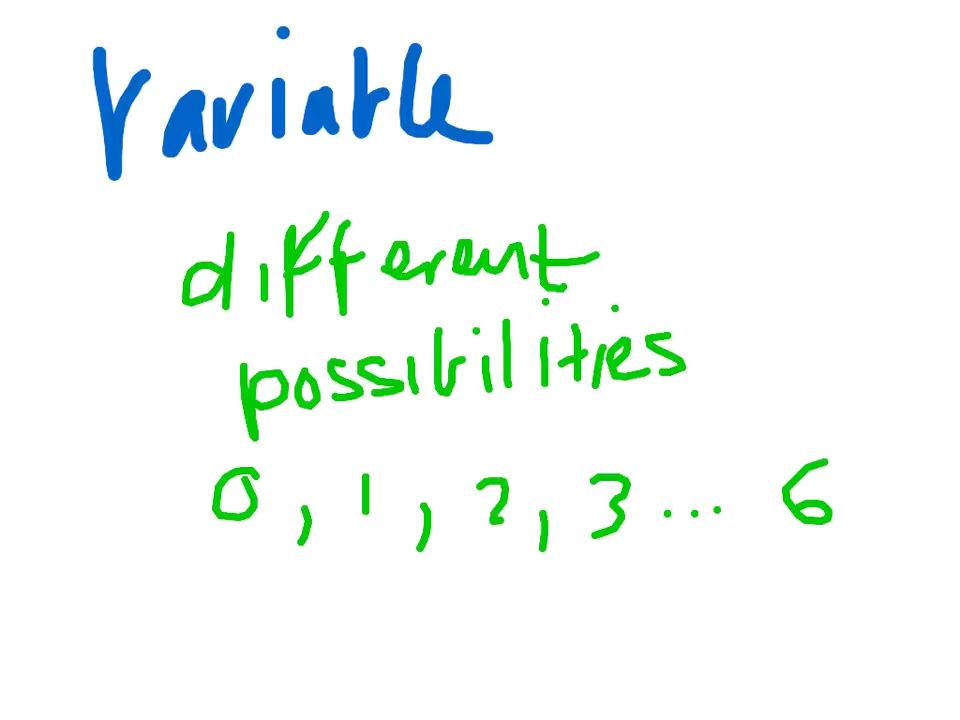 Variable
different
possibilities
0, 1, 2, 3... 6